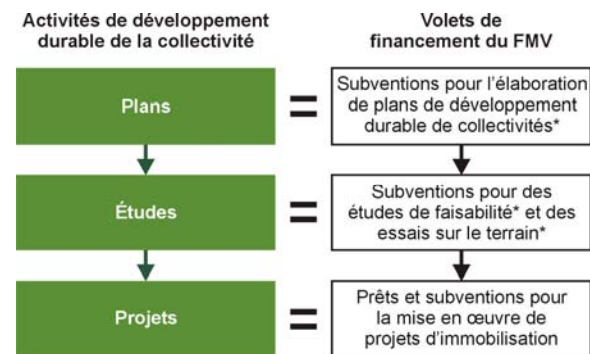 Activités de développement
durable de la collectivité
Volets de
financement du FMV
Plans
=
Subventions pour l'élaboration
de plans de développement
durable de collectivités*
Études
=
Subventions pour des
études de faisabilité* et des
essais sur le terrain*
Projets
=
Prêts et subventions pour
la mise en œuvre de
projets d'immobilisation